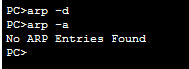 PC>arp -d
PC>arp -a
No ARP Entries Found
PC>